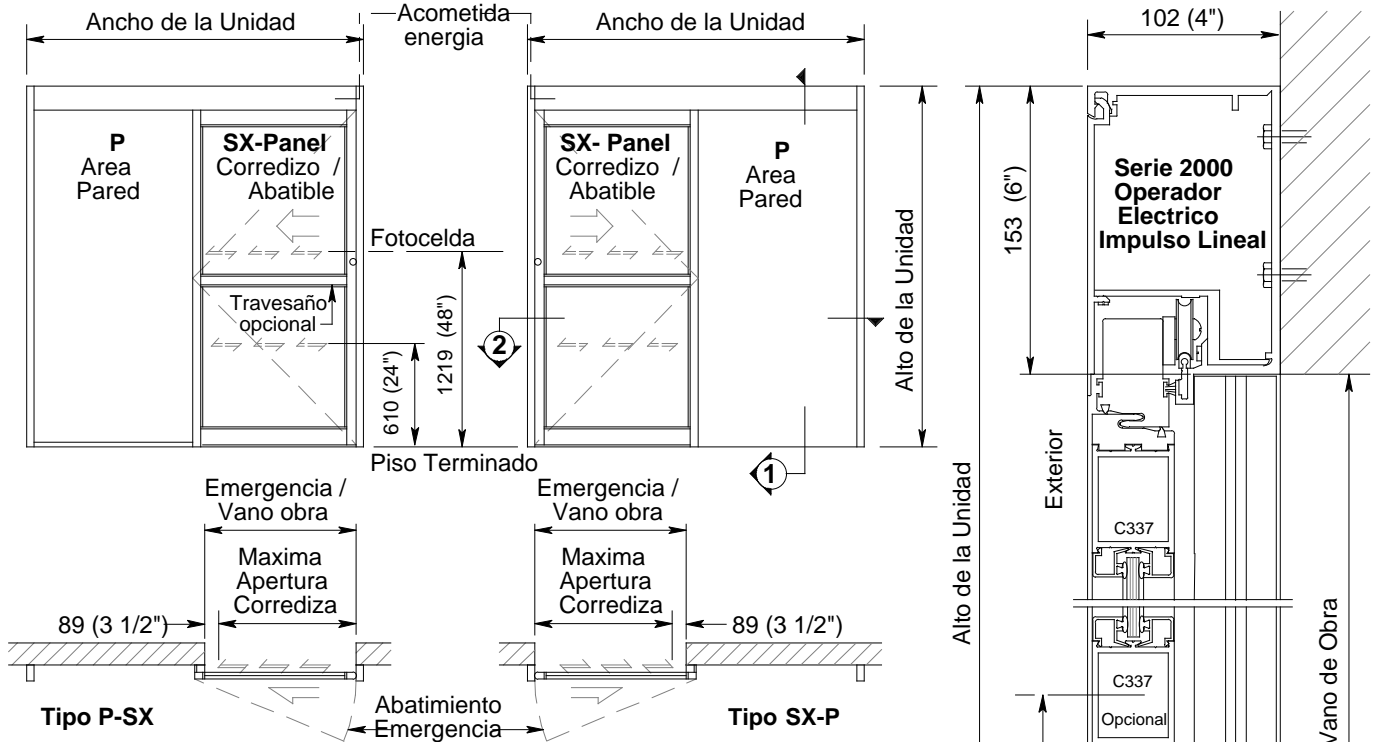 Ancho de la Unidad
Acometida
energia
Ancho de la Unidad
P
Area
Pared
SX-Panel
Corredizo /
Abatible
Fotocelda
Travesaño
opcional
610 (24")
1219 (48")
Piso Terminado
SX- Panel
Corredizo /
Abatible
P
Area
Pared
2
1
Alto de la Unidad
Emergencia /
Vano obra
Maxima
Apertura
Corrediza
89 (3 1/2")
Emergencia /
Vano obra
Maxima
Apertura
Corrediza
89 (3 1/2")
Tipo P-SX
Abatimiento
Emergencia
Tipo SX-P
102 (4")
153 (6")
Serie 2000
Operador
Electrico
Impulso Lineal
Alto de la Unidad
Exterior
C337
C337
Opcional
Vano de Obra